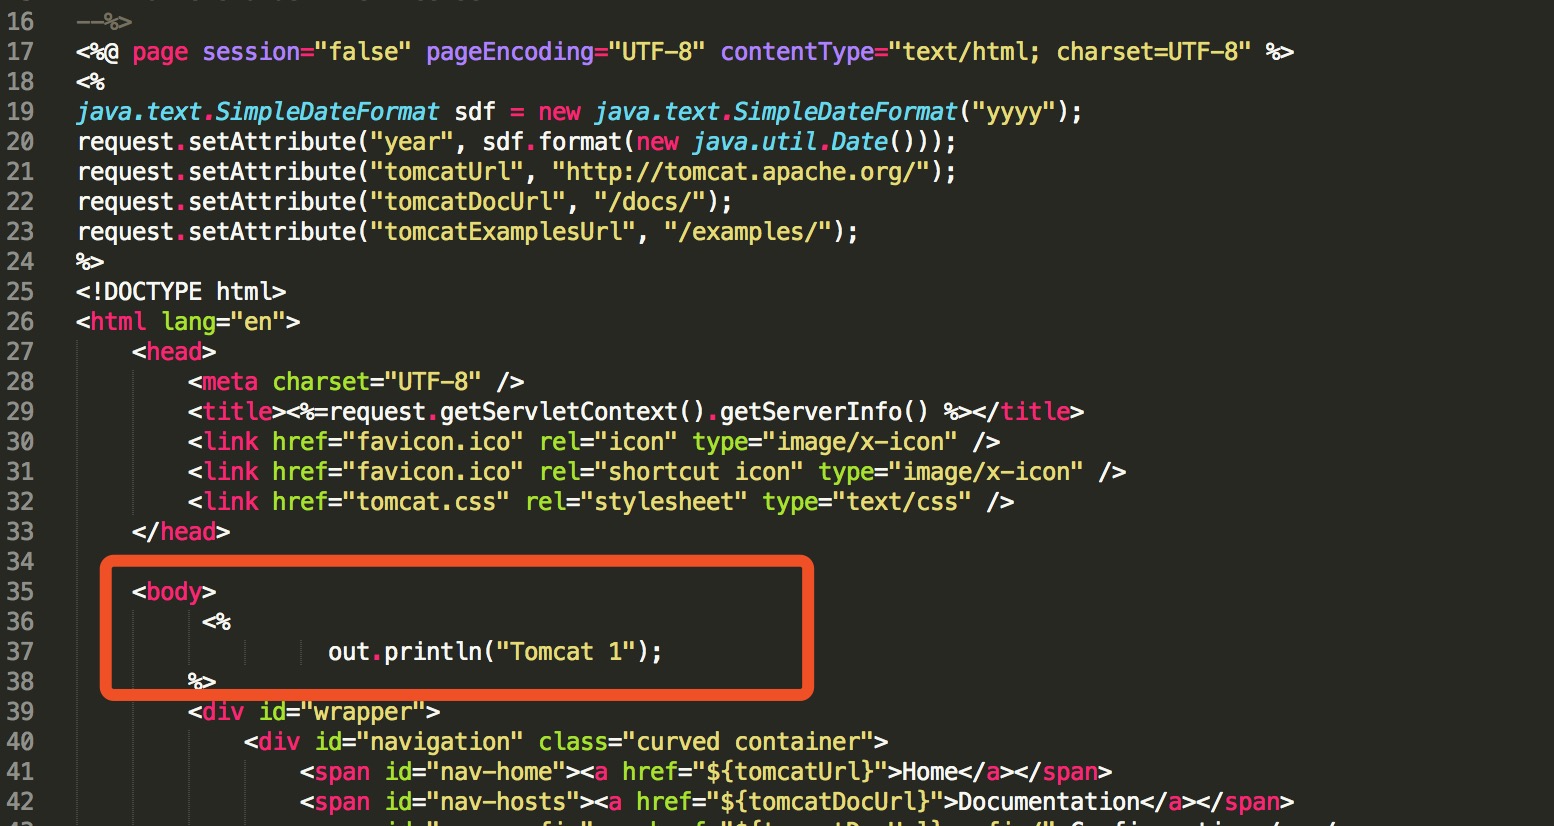 16 --%>
17 <%@ page session="false" pageEncoding="UTF-8" contentType="text/html; charset=UTF-8" %>
18 <%
19 java.text.SimpleDateFormat sdf = new java.text.SimpleDateFormat("yyyy");
20 request.setAttribute("year", sdf.format(new java.util.Date()));
21 request.setAttribute("tomcatUrl", "http://tomcat.apache.org/");
22 request.setAttribute("tomcatDocUrl", "/docs/");
23 request.setAttribute("tomcatExamplesUrl", "/examples/");
24 %>
25 <!DOCTYPE html>
26 <html lang="en">
27 <head>
28 <meta charset="UTF-8" />
29 <title><%=request.getServletContext().getServerInfo() %></title>
30 <link href="favicon.ico" rel="icon" type="image/x-icon" />
31 <link href="favicon.ico" rel="shortcut icon" type="image/x-icon" />
32 <link href="tomcat.css" rel="stylesheet" type="text/css" />
33 </head>
34
35 <body>
36 <%
37 out.println("Tomcat 1");
38 %>
39 <div id="wrapper">
40 <div id="navigation" class="curved container">
41 <span id="nav-home"><a href="${tomcatUrl}">Home</a></span>
42 <span id="nav-hosts"><a href="${tomcatDocUrl}">Documentation</a></span>